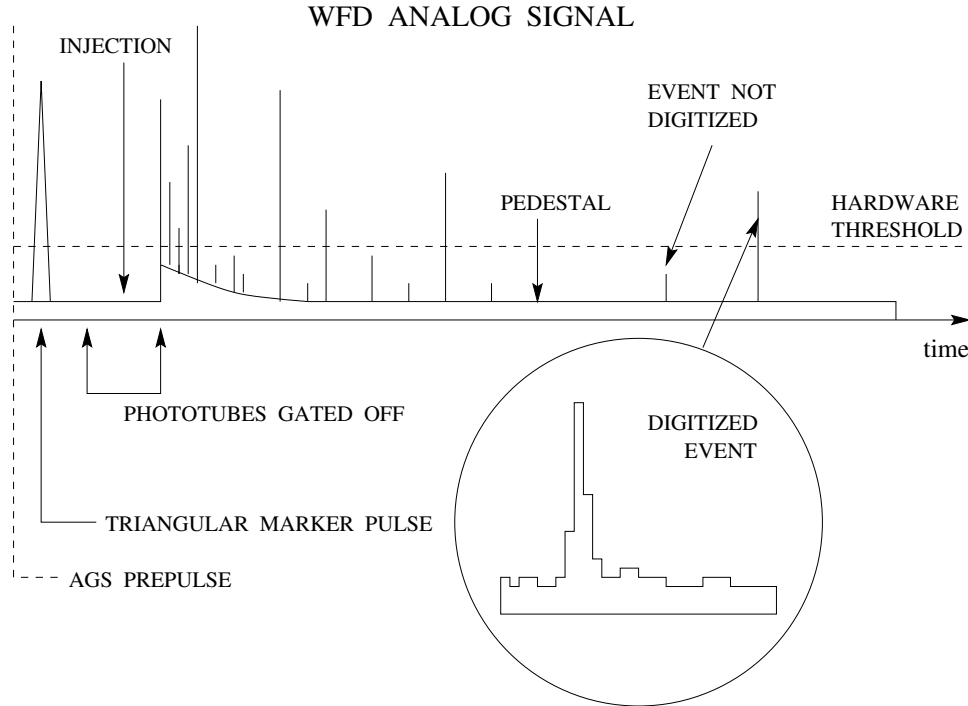 WFD ANALOG SIGNAL
INJECTION
EVENT NOT
DIGITIZED
PEDESTAL
HARDWARE
THRESHOLD
time
PHOTOTUBES GATED OFF
DIGITIZED
EVENT
TRIANGULAR MARKER PULSE
AGS PREPULSE